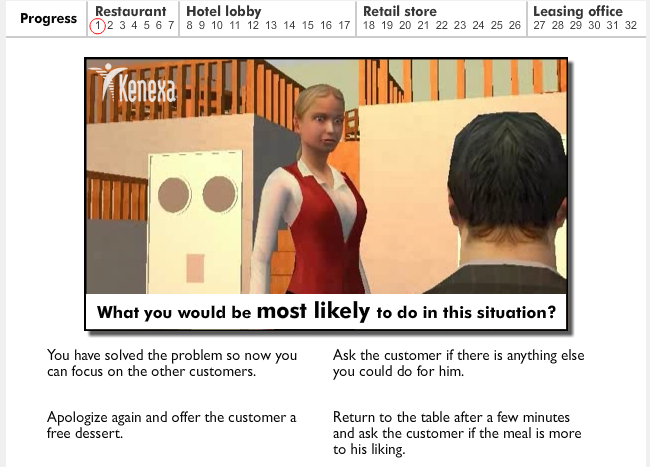 Progress
Restaurant
1 2 3 4 5 6 7
Hotel lobby
8 9 10 11 12 13 14 15 16 17
Retail store
18 19 20 21 22 23 24 25 26
Leasing office
27 28 29 30 31 32
Kenexa
What you would be most likely to do in this situation?
You have solved the problem so now you
can focus on the other customers.
Ask the customer if there is anything else
you could do for him.
Apologize again and offer the customer a
free dessert.
Return to the table after a few minutes
and ask the customer if the meal is more
to his liking.